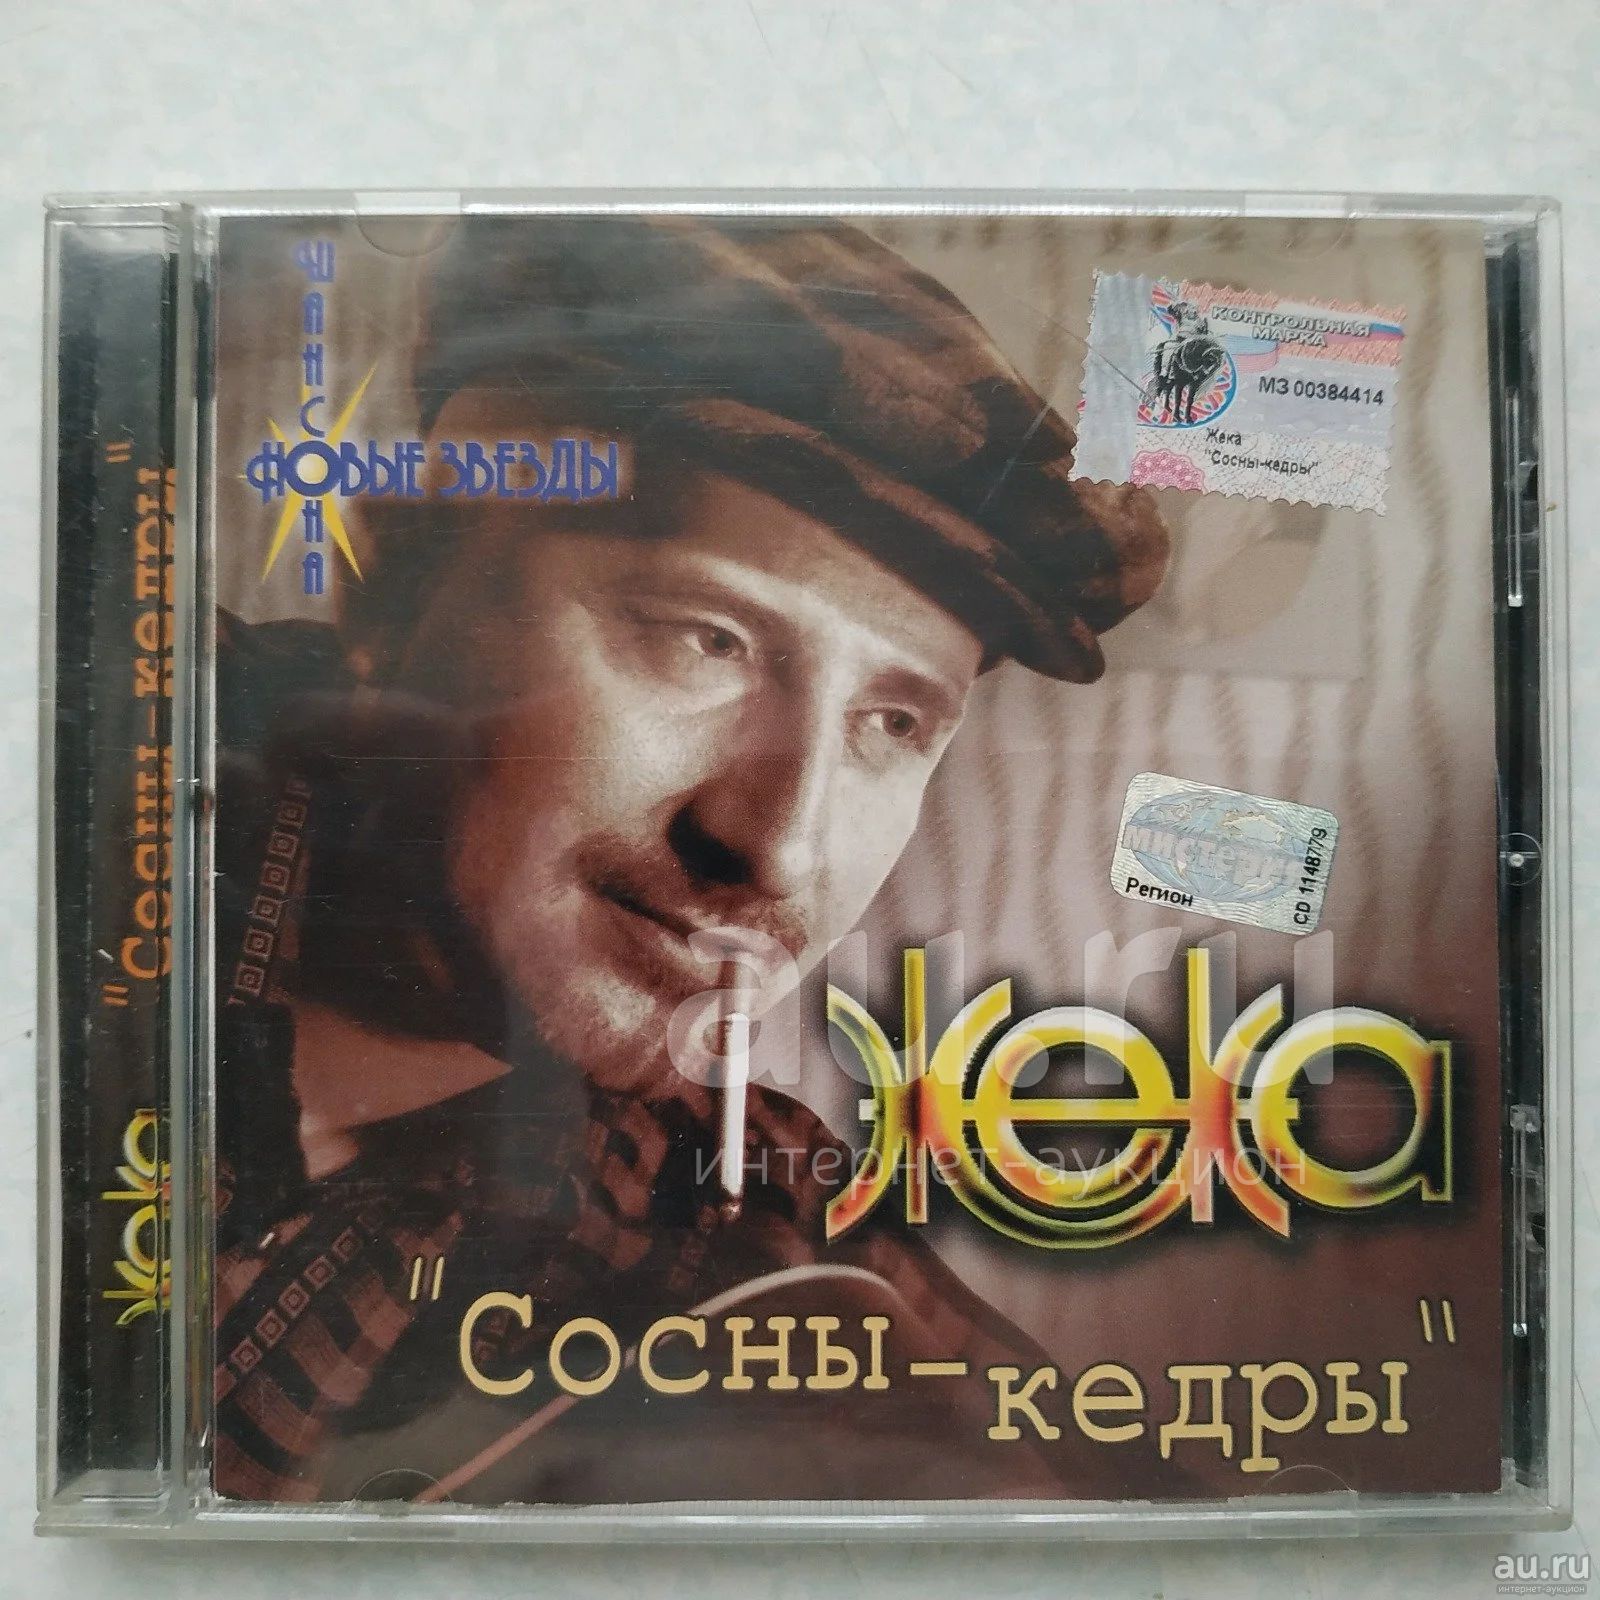 ШАНСОНА
НОВЫЕ ЗВЕЗДЫ
КОНТРОЛЬНАЯ
МАРКА
МЗ 00384414
Жека
"Сосны-кедры"
Мистерия
Регион
CD 1148779
жека
"Сосны-кедры"
жека
"Сосны-кедры"
au.ru
интернет-аукцион
au.ru
интернет-аукцион